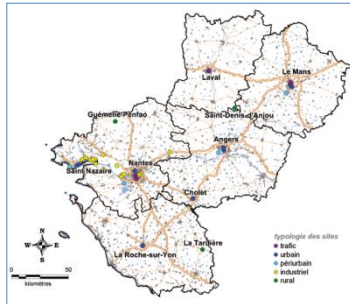 Laval
Le Mans
Guémené-Penfao
Saint-Denis-d'Anjou
Angers
Saint Nazaire
Nantes
Cholet
La Roche-sur-Yon
La Tardière
N
W E
S
0 50
kilomètres
typologie des sites
trafic
urbain
périurbain
industriel
rural